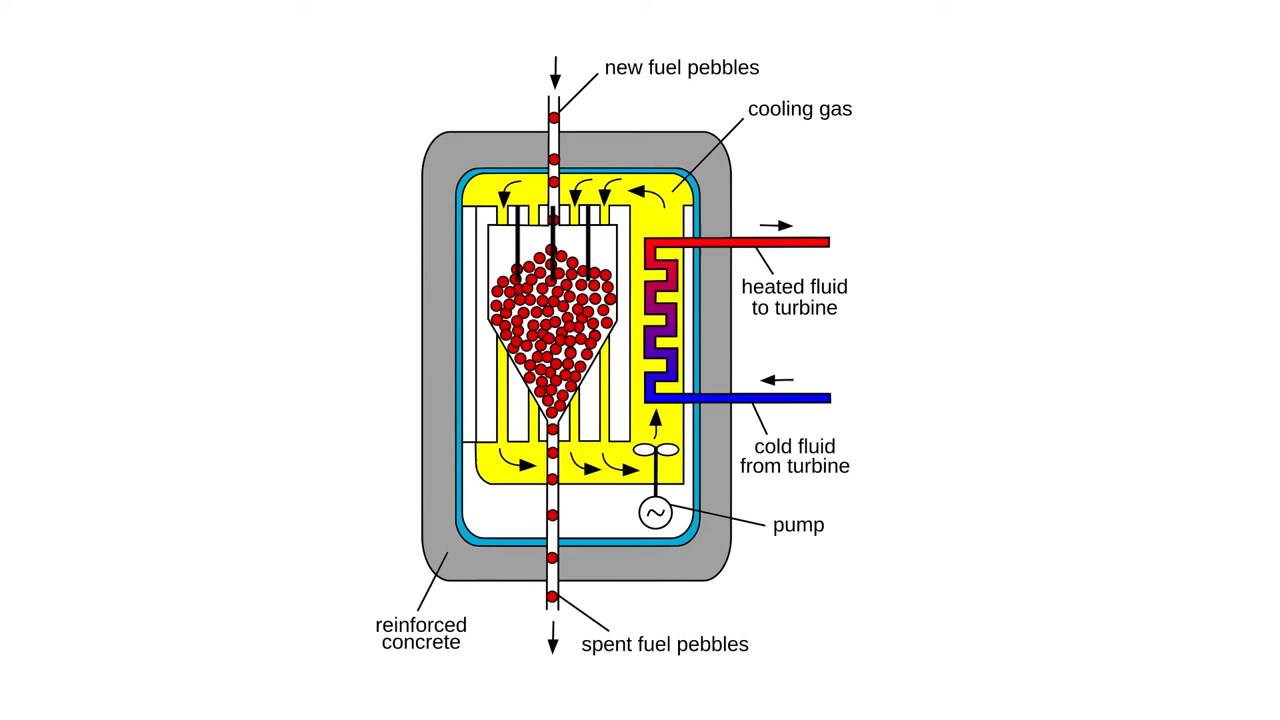 new fuel pebbles
cooling gas
heated fluid
to turbine
cold fluid
from turbine
pump
reinforced
concrete
spent fuel pebbles